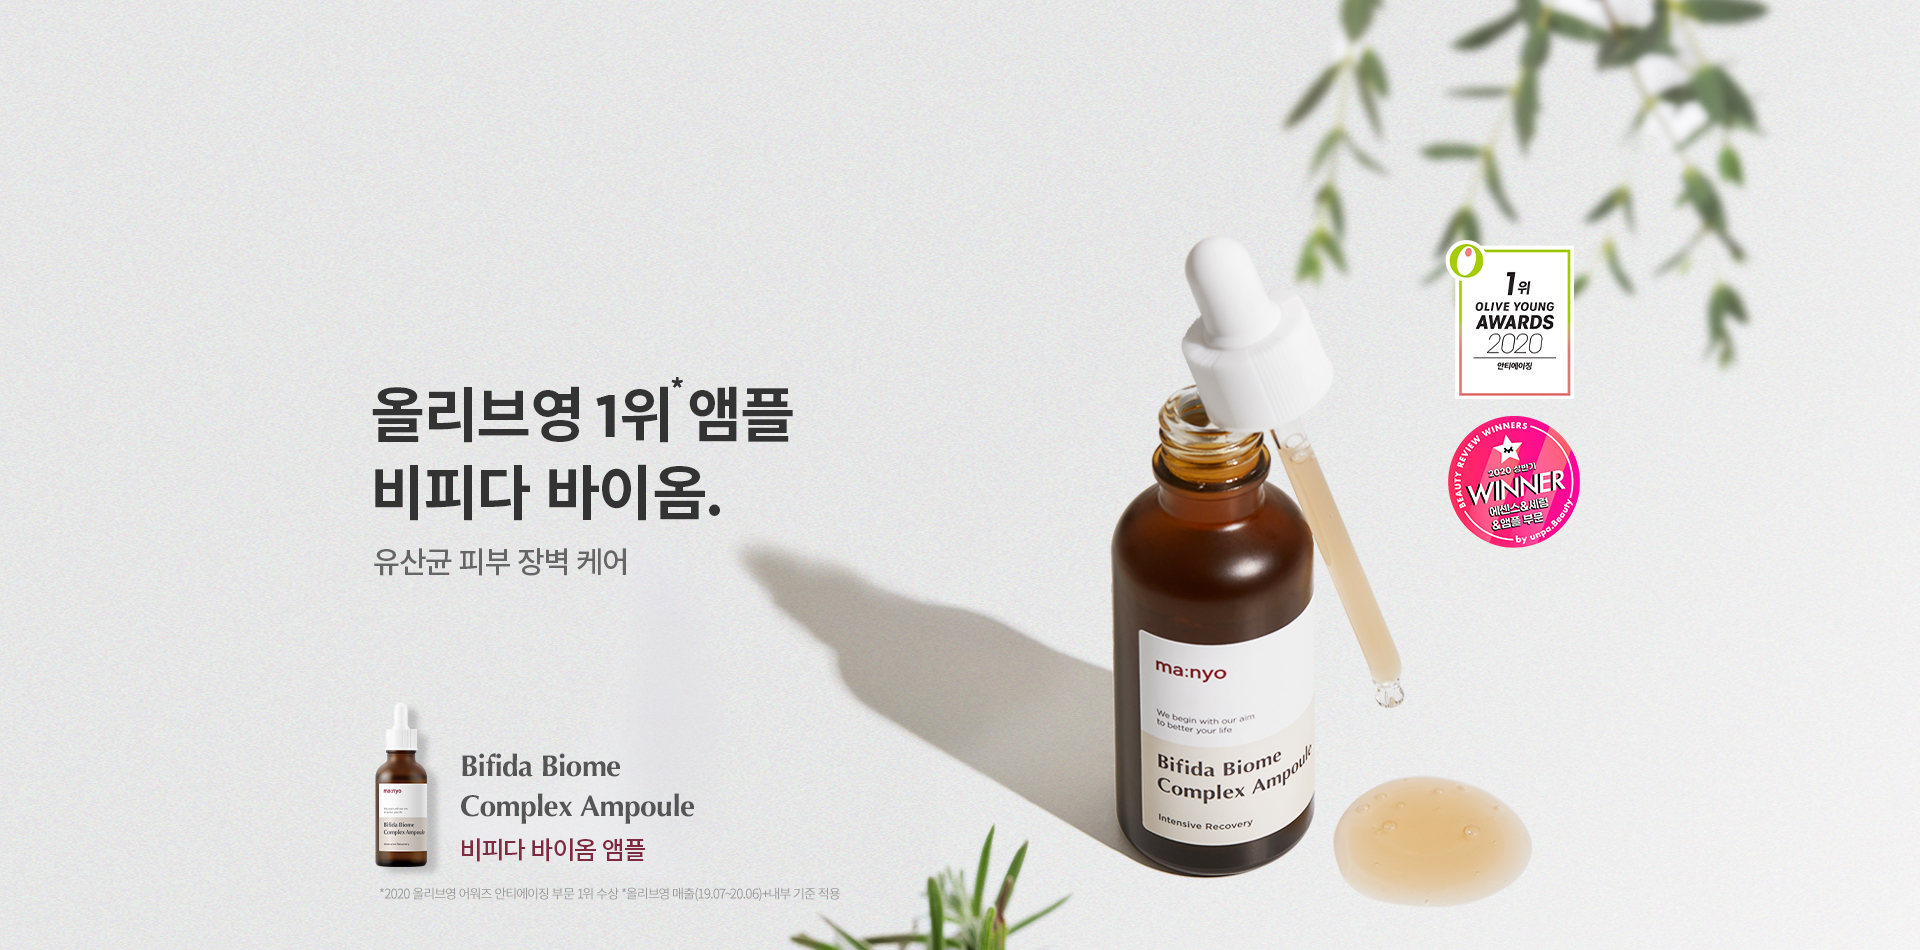 올리브영 1위* 앰플
비피다 바이옴.
유산균 피부 장벽 케어
Bifida Biome
Complex Ampoule
비피다 바이옴 앰플
*2020 올리브영 어워즈 안티에이징 부문 1위 수상 *올리브영 매출(19.07~20.06)+내부 기준 적용
ma:nyo
Bifida Biome
Complex Ampoule
ma:nyo
We begin with our aim
to better your life
Bifida Biome
Complex Ampoule
Intensive Recovery
1위
OLIVE YOUNG
AWARDS
2020
안티에이징
BEAUTY REVIEW WINNERS
2020 상반기
WINNER
에센스&세럼
&앰플 부문
by unpa.Beauty